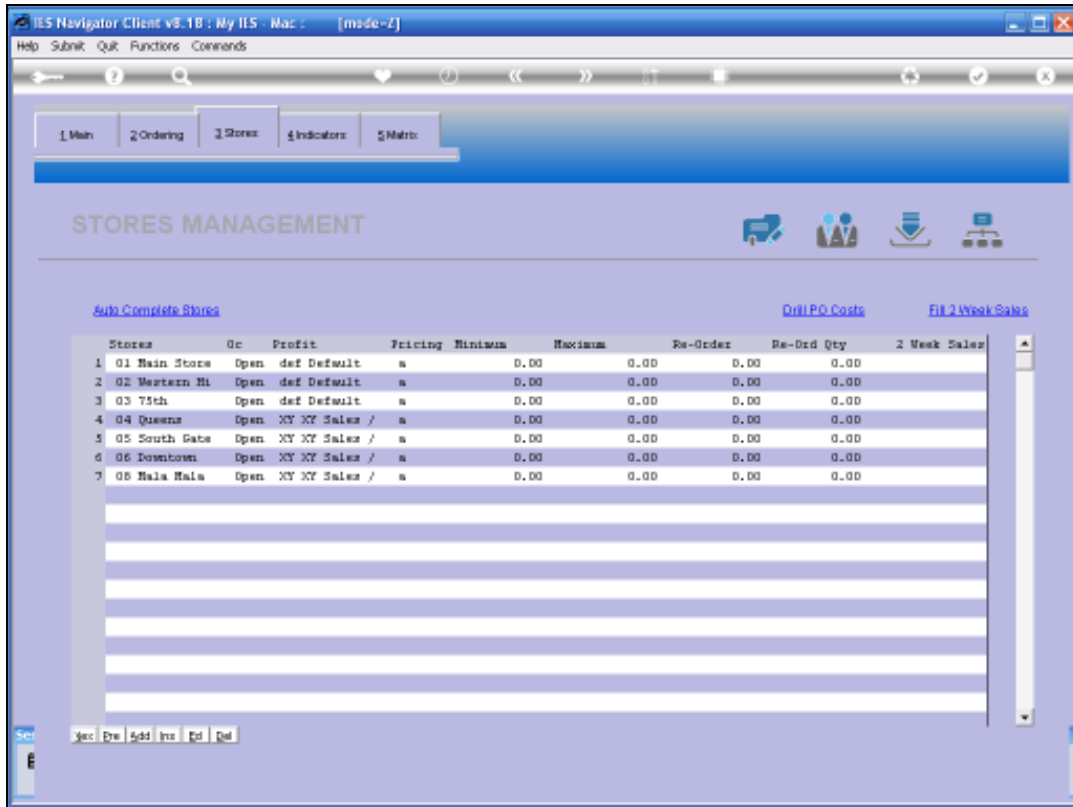 IES Navigator Client v8.1B : My IES - Mac : [mode=Z]
Help Submit Quit Functions Commands
1 Main 2 Ordering 3 Stores 4 Indicators 5 Matrix
STORES MANAGEMENT
Auto Complete Stores Drill PO Costs Fill 2 Week Sales
Stores Oc Profit Pricing Minimum Maximum Re-Order Re-Ord Qty 2 Week Sales
1 01 Main Store Open def Default m 0.00 0.00 0.00 0.00
2 02 Western Mi Open def Default m 0.00 0.00 0.00 0.00
3 03 75th Open def Default m 0.00 0.00 0.00 0.00
4 04 Queens Open XY XY Sales / m 0.00 0.00 0.00 0.00
5 05 South Gate Open XY XY Sales / m 0.00 0.00 0.00 0.00
6 06 Downtown Open XY XY Sales / m 0.00 0.00 0.00 0.00
7 08 Mala Mala Open XY XY Sales / m 0.00 0.00 0.00 0.00
Nex Pre Add Ins Ed Del